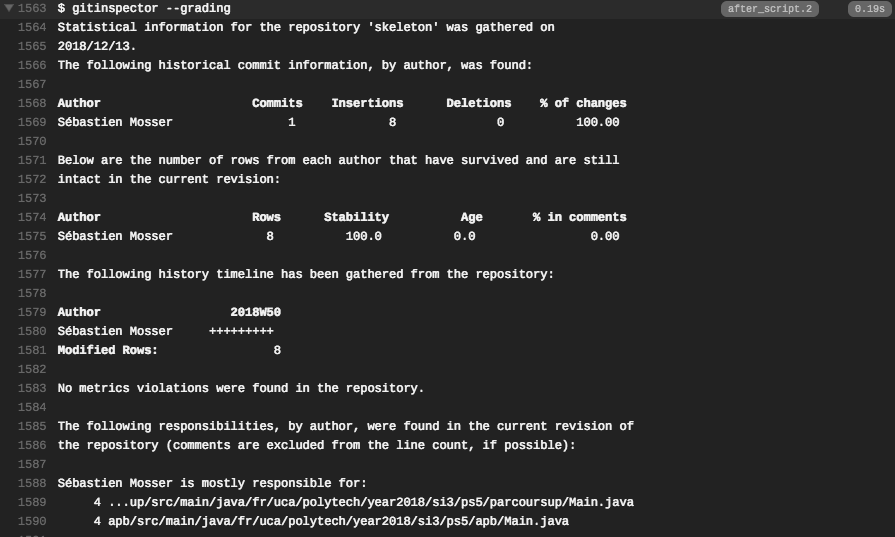 1563 $ gitinspector --grading after_script.2 0.19s
1564 Statistical information for the repository 'skeleton' was gathered on
1565 2018/12/13.
1566 The following historical commit information, by author, was found:
1567
1568 Author Commits Insertions Deletions % of changes
1569 Sébastien Mosser 1 8 0 100.00
1570
1571 Below are the number of rows from each author that have survived and are still
1572 intact in the current revision:
1573
1574 Author Rows Stability Age % in comments
1575 Sébastien Mosser 8 100.0 0.0 0.00
1576
1577 The following history timeline has been gathered from the repository:
1578
1579 Author 2018W50
1580 Sébastien Mosser +++++++++
1581 Modified Rows: 8
1582
1583 No metrics violations were found in the repository.
1584
1585 The following responsibilities, by author, were found in the current revision of
1586 the repository (comments are excluded from the line count, if possible):
1587
1588 Sébastien Mosser is mostly responsible for:
1589 4 ...up/src/main/java/fr/uca/polytech/year2018/si3/ps5/parcoursup/Main.java
1590 4 apb/src/main/java/fr/uca/polytech/year2018/si3/ps5/apb/Main.java